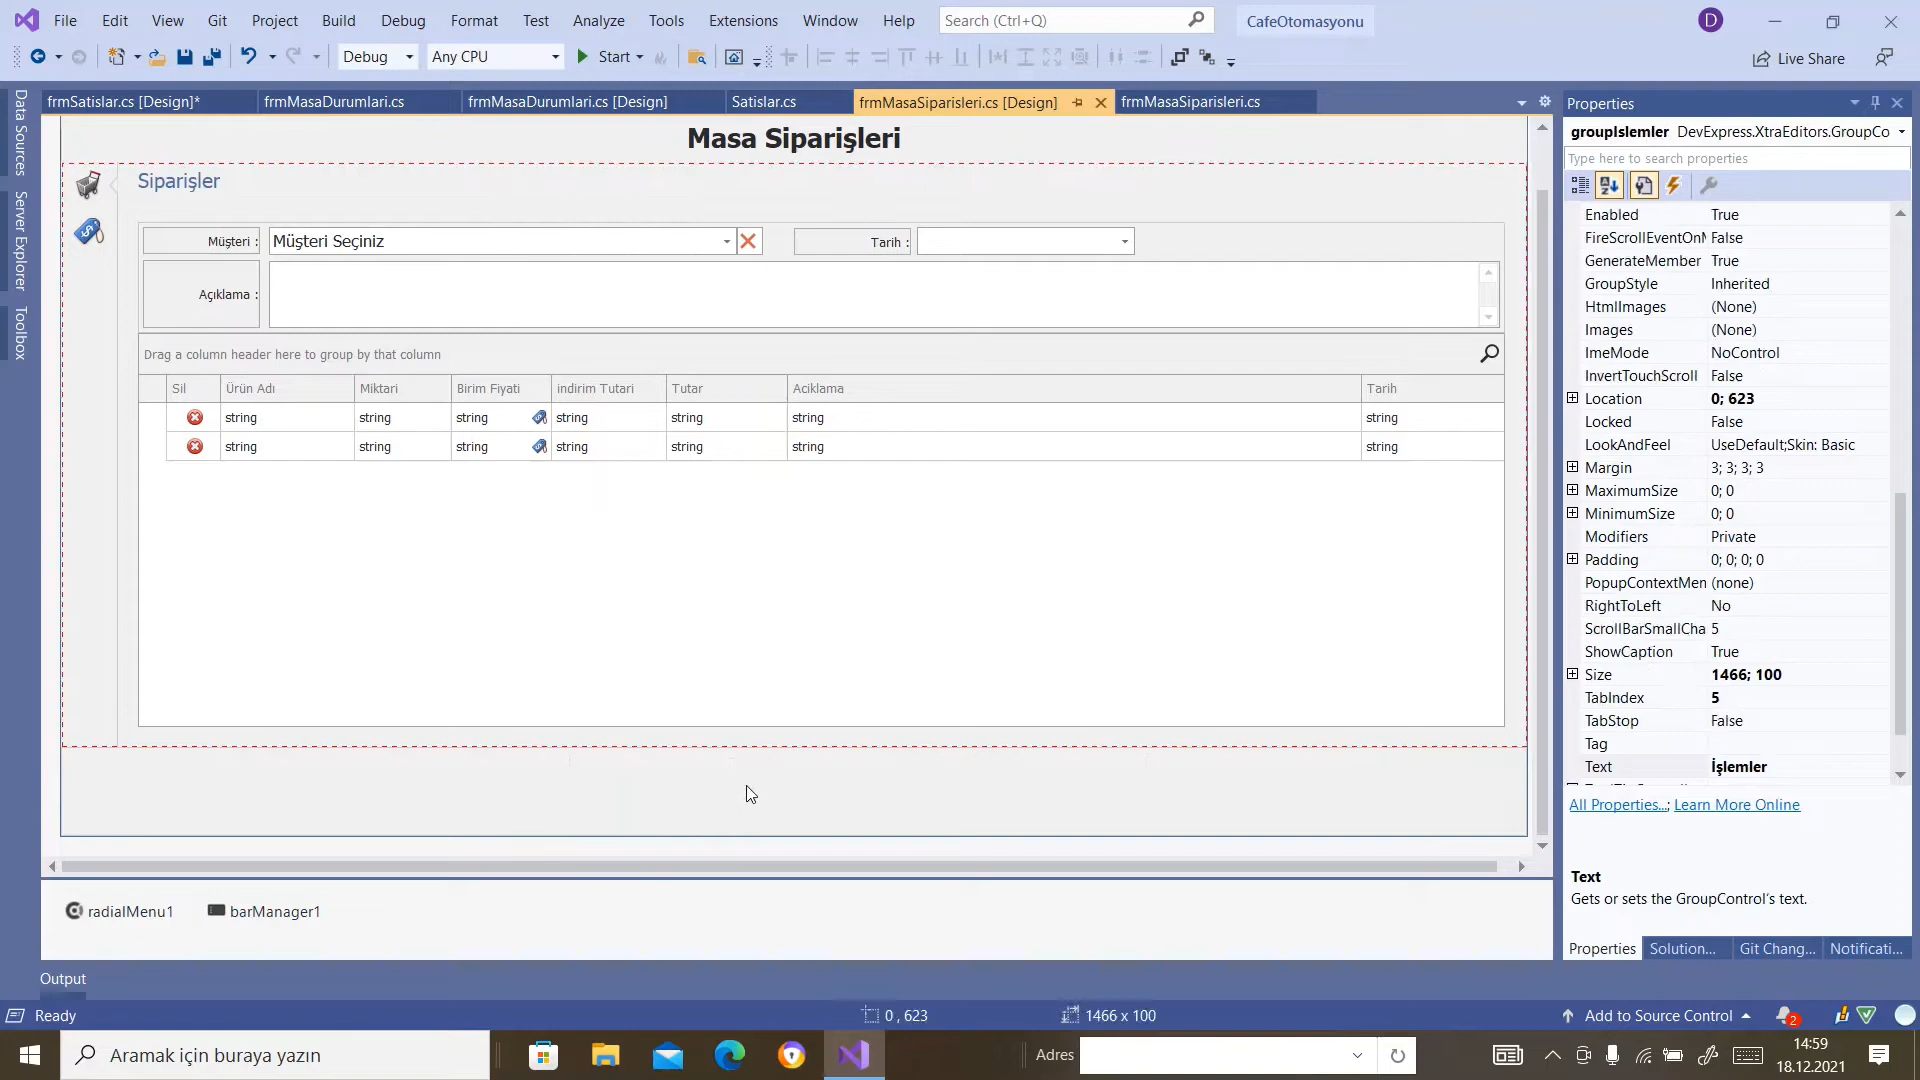 File Edit View Git Project Build Debug Format Test Analyze Tools Extensions Window Help Search (Ctrl+Q) CafeOtomasyonu D
Debug Any CPU Start Live Share
frmSatislar.cs [Design]* frmMasaDurumlari.cs frmMasaDurumlari.cs [Design] Satislar.cs frmMasaSiparisleri.cs [Design] frmMasaSiparisleri.cs
Data Sources
Server Explorer
Toolbox
Masa Siparişleri
Siparişler
Müşteri : Müşteri Seçiniz Tarih :
Açıklama :
Drag a column header here to group by that column
Sil Ürün Adı Miktari Birim Fiyati indirim Tutari Tutar Aciklama Tarih
string string string string string string string
string string string string string string string
radialMenu1 barManager1
Output
Properties
groupIslemler DevExpress.XtraEditors.GroupCo
Type here to search properties
Enabled True
FireScrollEventOnM False
GenerateMember True
GroupStyle Inherited
HtmlImages (None)
Images (None)
ImeMode NoControl
InvertTouchScroll False
Location 0; 623
Locked False
LookAndFeel UseDefault;Skin: Basic
Margin 3; 3; 3; 3
MaximumSize 0; 0
MinimumSize 0; 0
Modifiers Private
Padding 0; 0; 0; 0
PopupContextMen (none)
RightToLeft No
ScrollBarSmallCha 5
ShowCaption True
Size 1466; 100
TabIndex 5
TabStop False
Tag
Text İşlemler
All Properties...; Learn More Online
Text
Gets or sets the GroupControl's text.
Properties Solution... Git Chang... Notificati...
Ready 0 , 623 1466 x 100 Add to Source Control 2
Aramak için buraya yazın Adres 14:59
18.12.2021